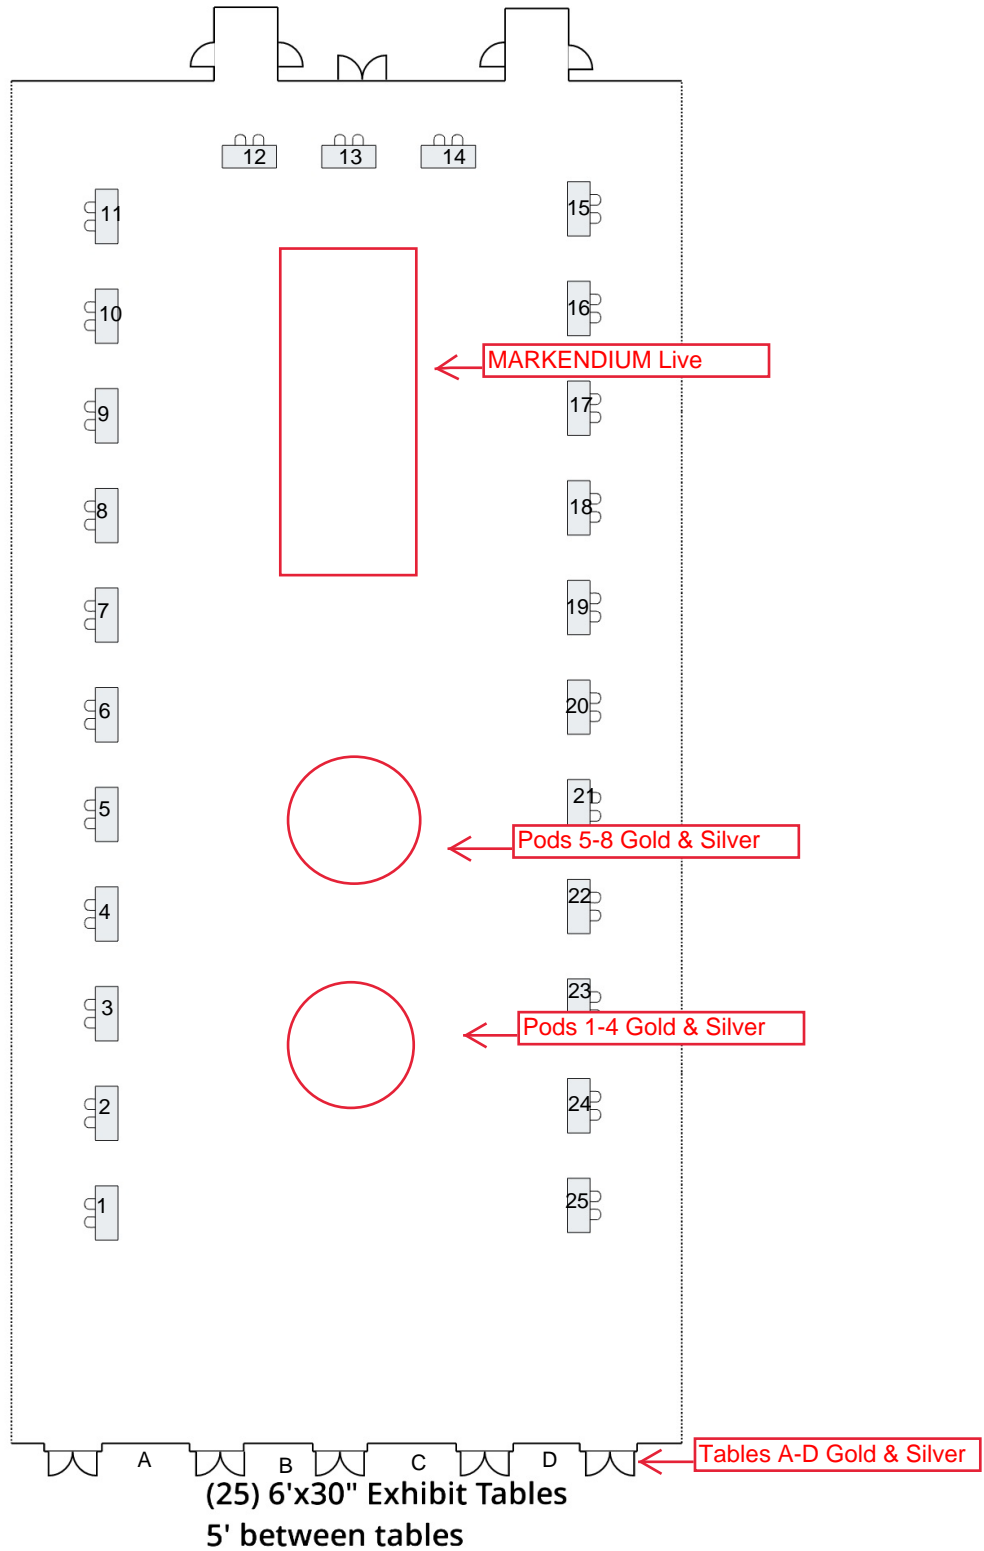 12 13 14
11 15
10 16
MARKENDIUM Live
9 17
8 18
7 19
6 20
5 21
Pods 5-8 Gold & Silver
4 22
3 23
Pods 1-4 Gold & Silver
2 24
1 25
A B C D
Tables A-D Gold & Silver
(25) 6'x30" Exhibit Tables
5' between tables